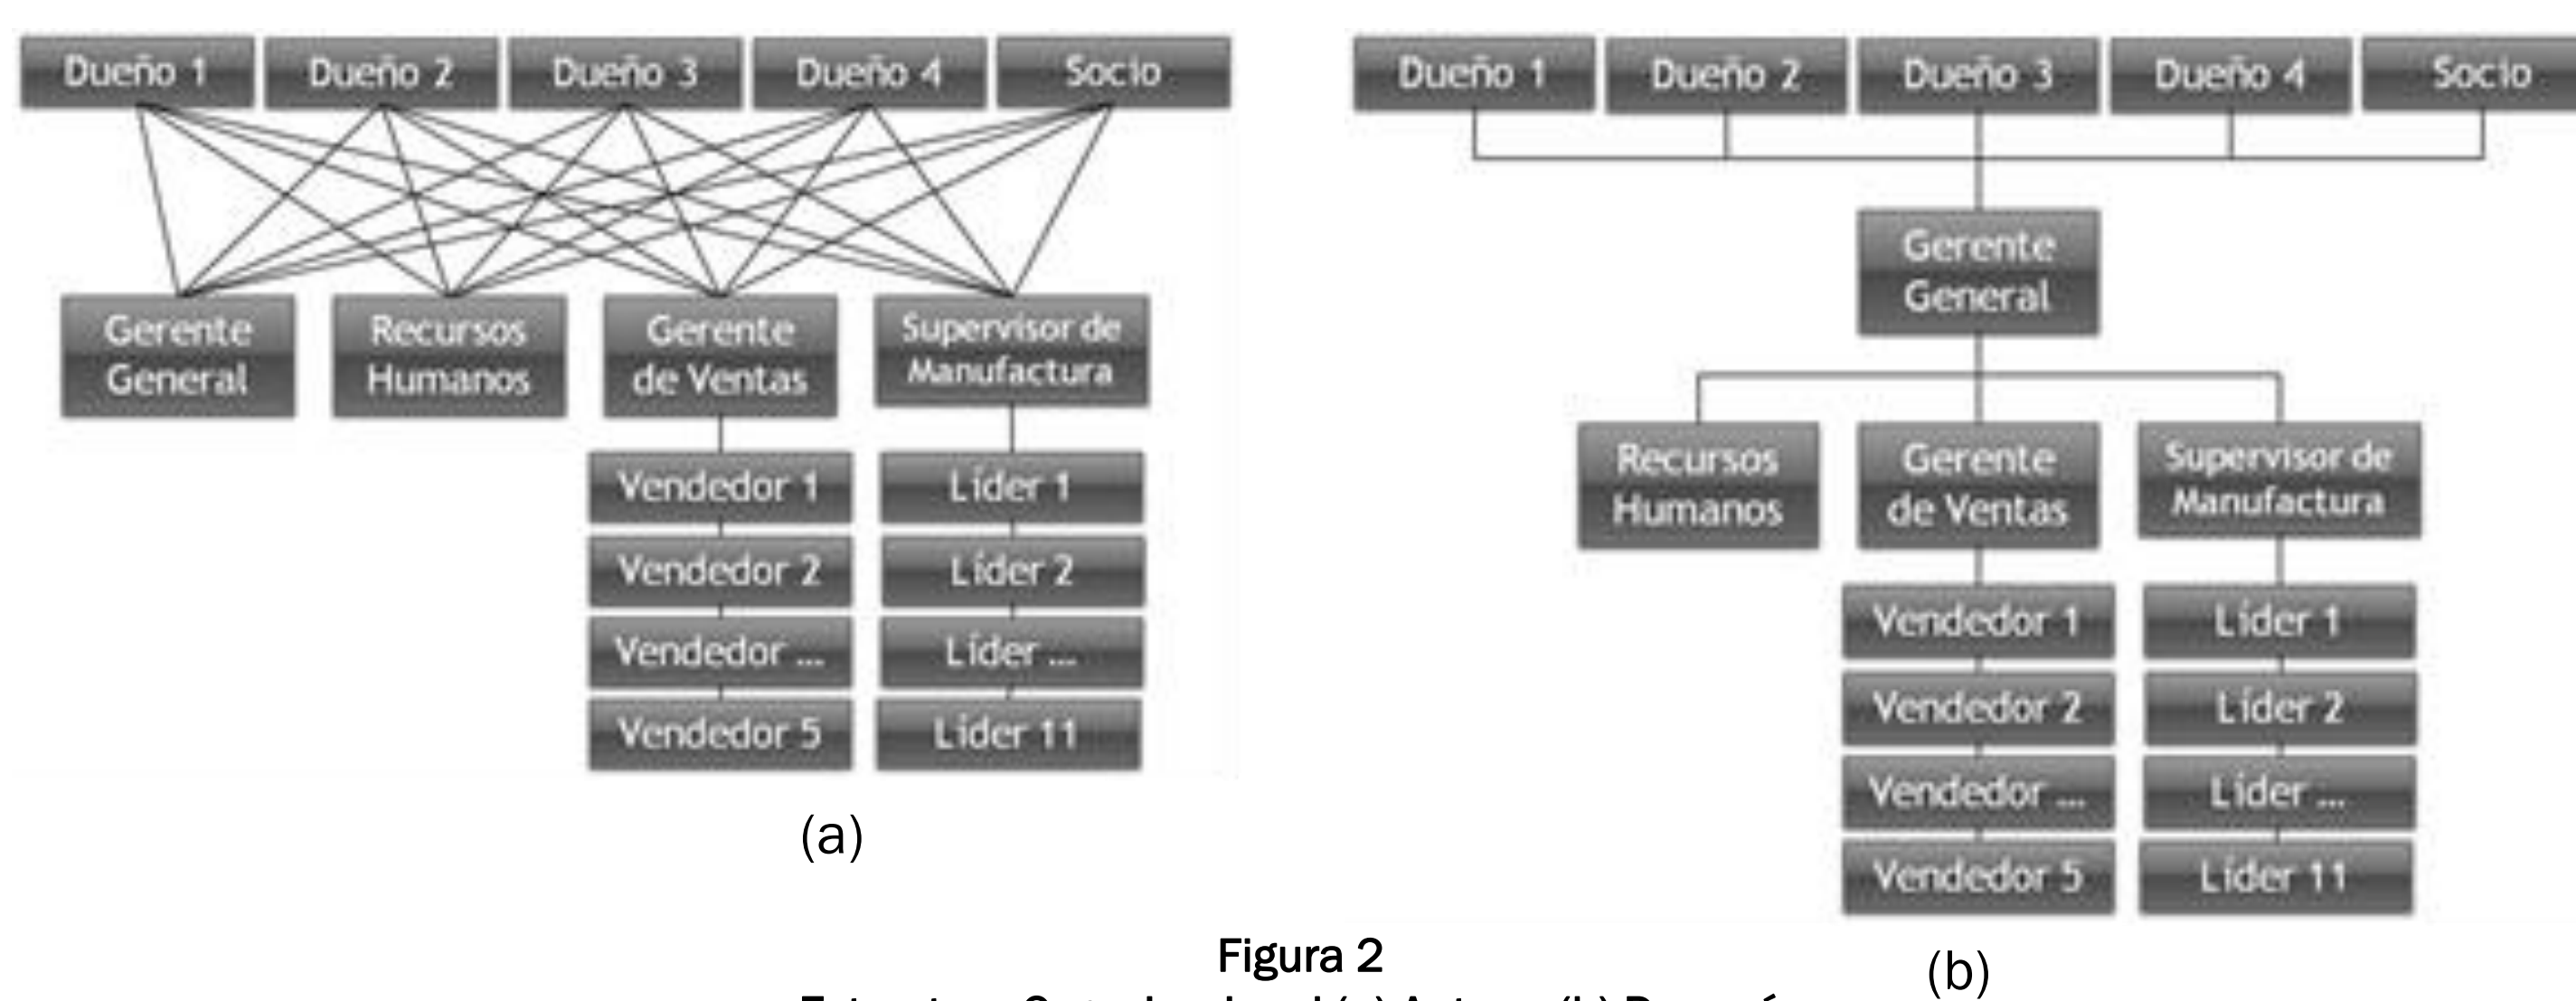 Dueño 1
Dueño 2
Dueño 3
Dueño 4
Socio
Gerente
General
Recursos
Humanos
Gerente
de Ventas
Supervisor de
Manufactura
Vendedor 1
Vendedor 2
Vendedor ...
Vendedor 5
Líder 1
Líder 2
Líder ...
Líder 11
(a)
Dueño 1
Dueño 2
Dueño 3
Dueño 4
Socio
Gerente
General
Recursos
Humanos
Gerente
de Ventas
Supervisor de
Manufactura
Vendedor 1
Vendedor 2
Vendedor ...
Vendedor 5
Líder 1
Líder 2
Líder ...
Líder 11
(b)
Figura 2